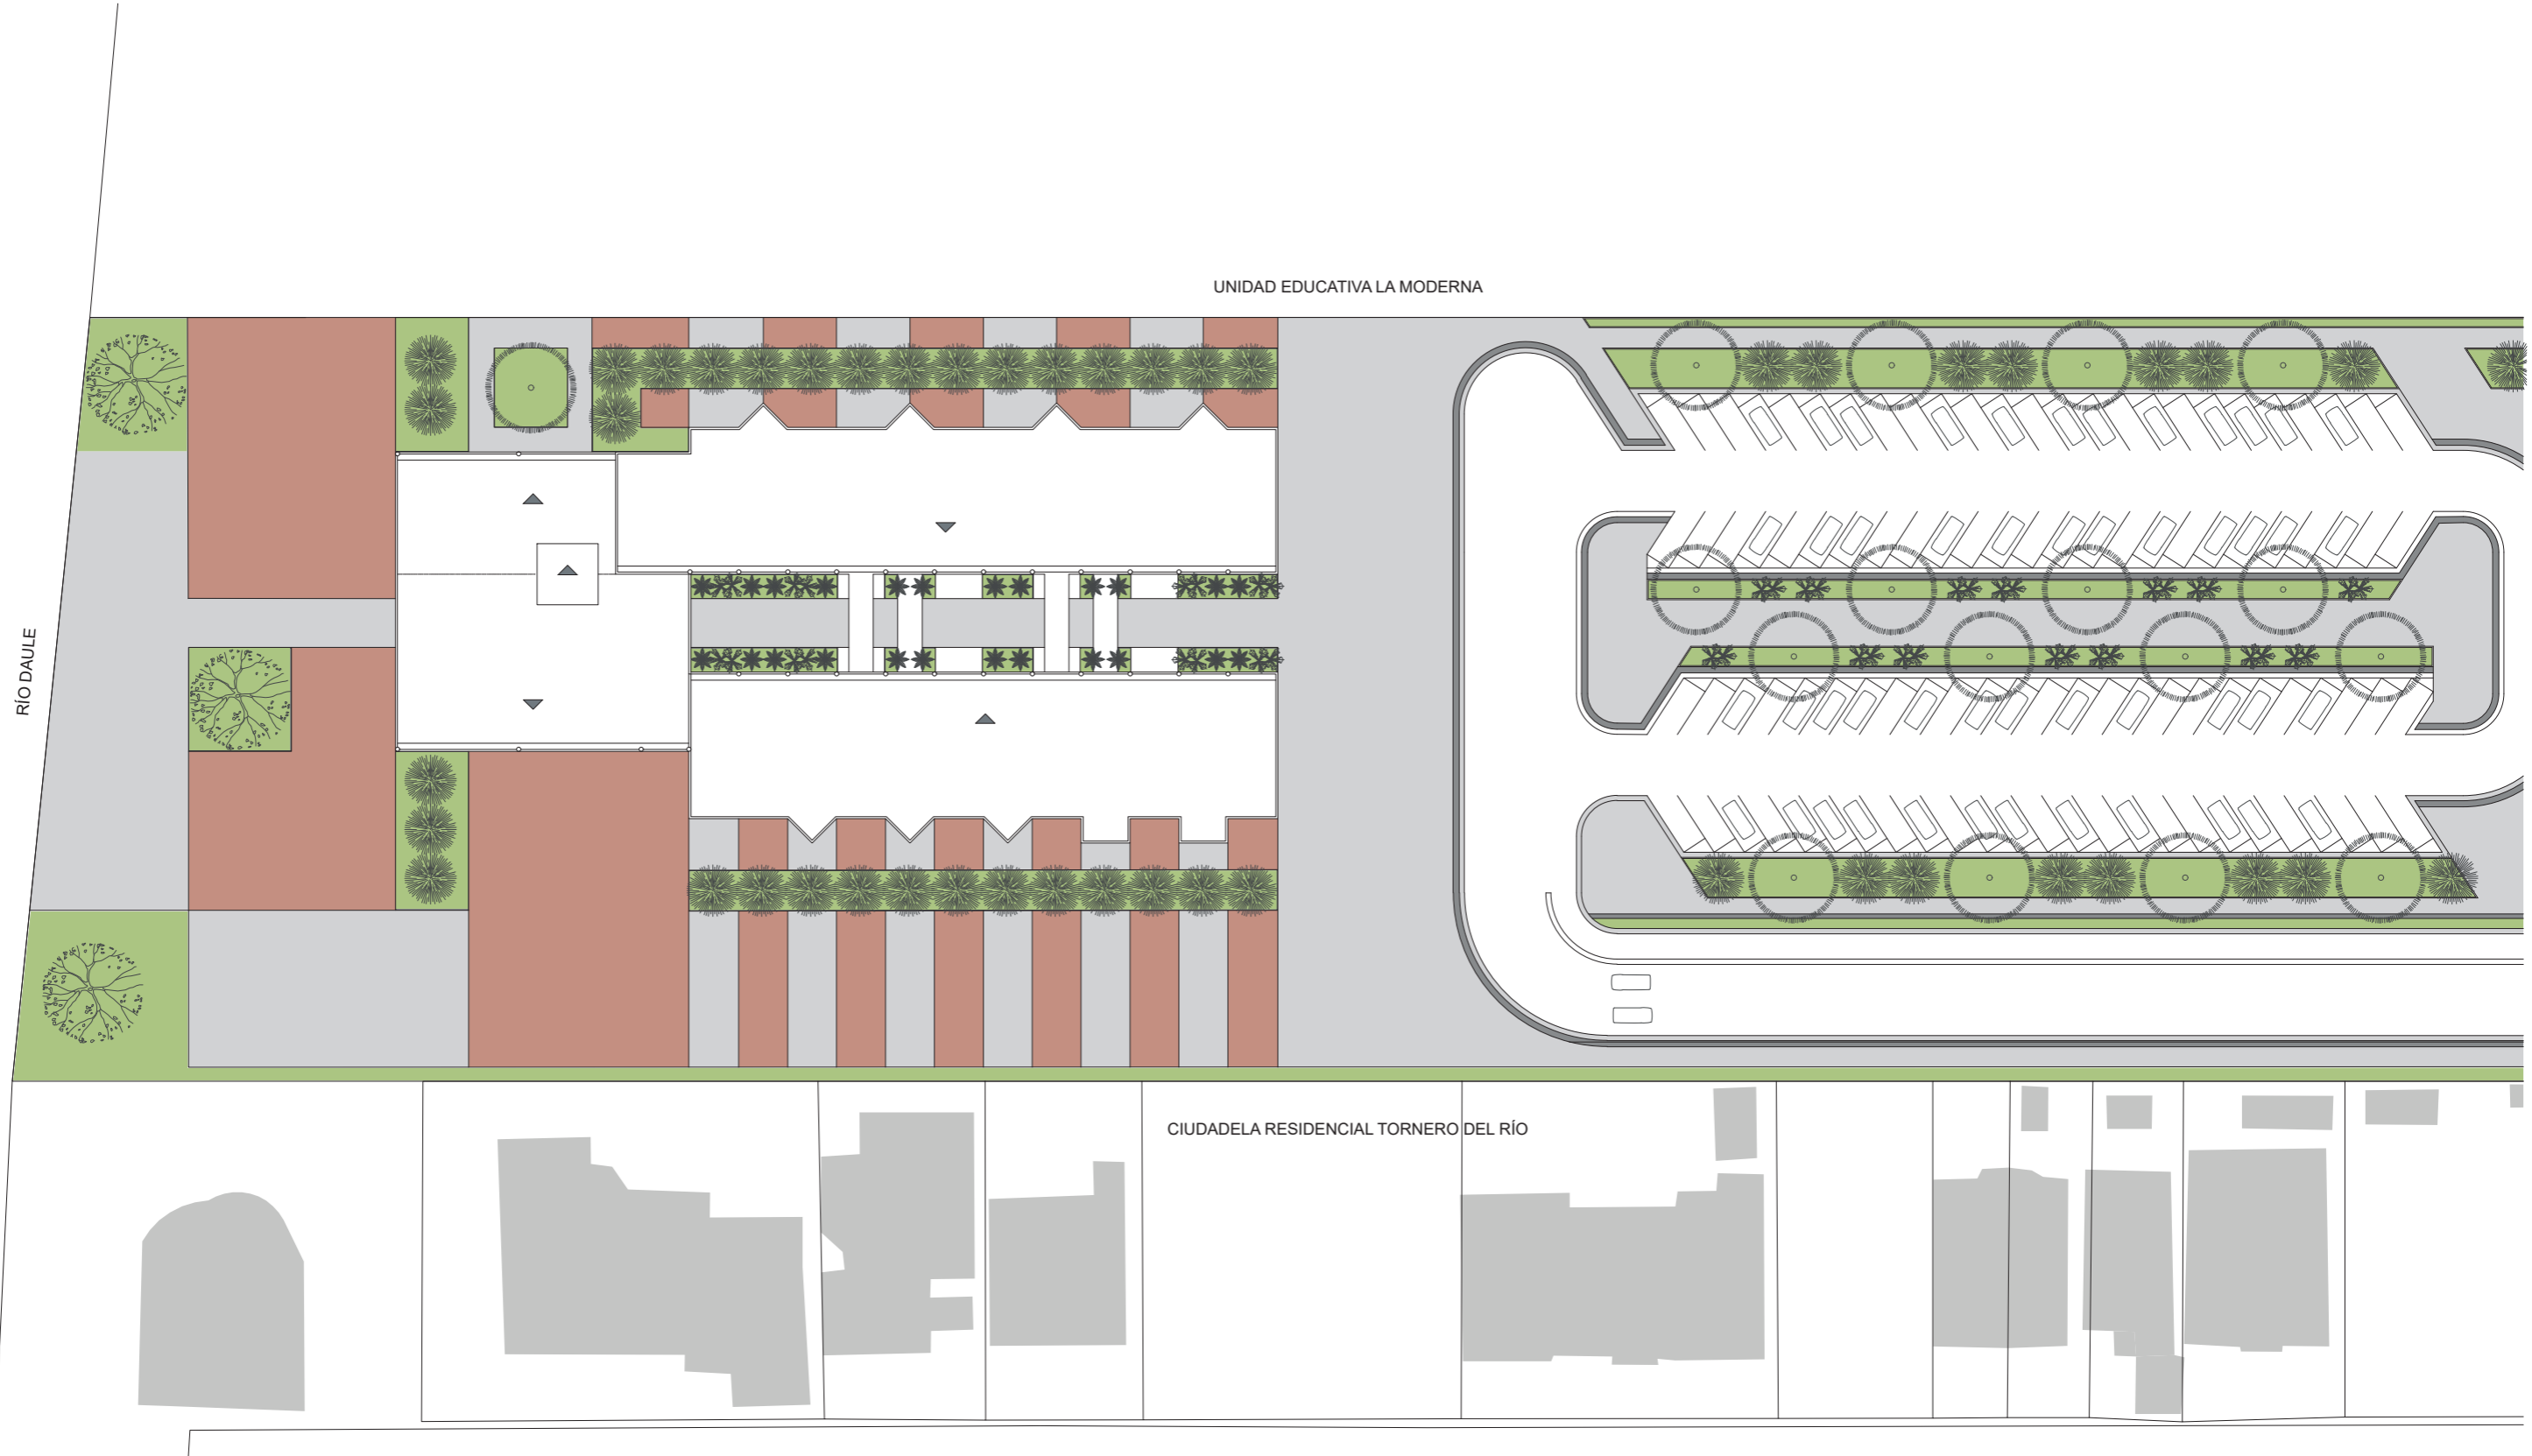 UNIDAD EDUCATIVA LA MODERNA
RÍO DAULE
CIUDADELA RESIDENCIAL TORNERO DEL RÍO